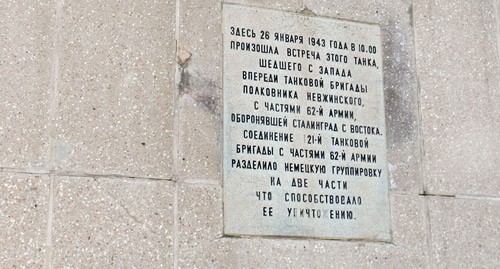 ЗДЕСЬ 26 ЯНВАРЯ 1943 ГОДА В 10.00
ПРОИЗОШЛА ВСТРЕЧА ЭТОГО ТАНКА,
ШЕДШЕГО С ЗАПАДА
ВПЕРЕДИ ТАНКОВОЙ БРИГАДЫ
ПОЛКОВНИКА НЕВЖИНСКОГО,
С ЧАСТЯМИ 62-Й АРМИИ,
ОБОРОНЯВШЕЙ СТАЛИНГРАД С ВОСТОКА.
СОЕДИНЕНИЕ 121-Й ТАНКОВОЙ
БРИГАДЫ С ЧАСТЯМИ 62-Й АРМИИ
РАЗДЕЛИЛО НЕМЕЦКУЮ ГРУППИРОВКУ
НА ДВЕ ЧАСТИ
ЧТО СПОСОБСТВОВАЛО
ЕЕ УНИЧТОЖЕНИЮ.